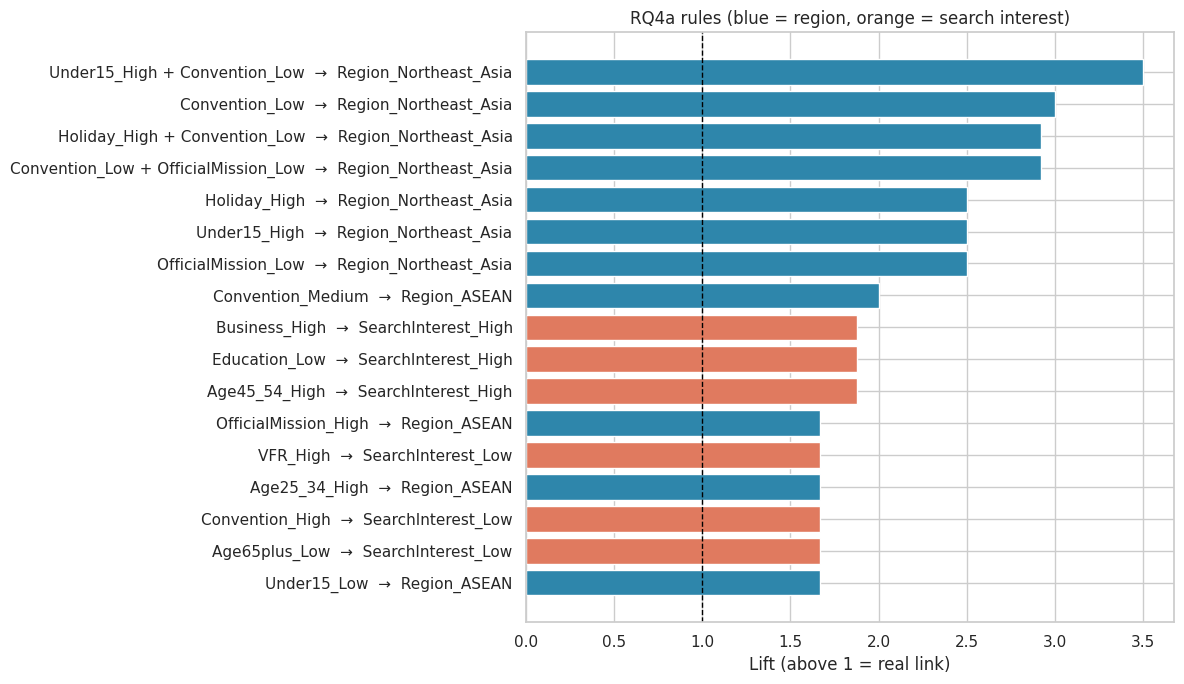 RQ4a rules (blue = region, orange = search interest)
Under15_High + Convention_Low → Region_Northeast_Asia
Convention_Low → Region_Northeast_Asia
Holiday_High + Convention_Low → Region_Northeast_Asia
Convention_Low + OfficialMission_Low → Region_Northeast_Asia
Holiday_High → Region_Northeast_Asia
Under15_High → Region_Northeast_Asia
OfficialMission_Low → Region_Northeast_Asia
Convention_Medium → Region_ASEAN
Business_High → SearchInterest_High
Education_Low → SearchInterest_High
Age45_54_High → SearchInterest_High
OfficialMission_High → Region_ASEAN
VFR_High → SearchInterest_Low
Age25_34_High → Region_ASEAN
Convention_High → SearchInterest_Low
Age65plus_Low → SearchInterest_Low
Under15_Low → Region_ASEAN
0.0 0.5 1.0 1.5 2.0 2.5 3.0 3.5
Lift (above 1 = real link)